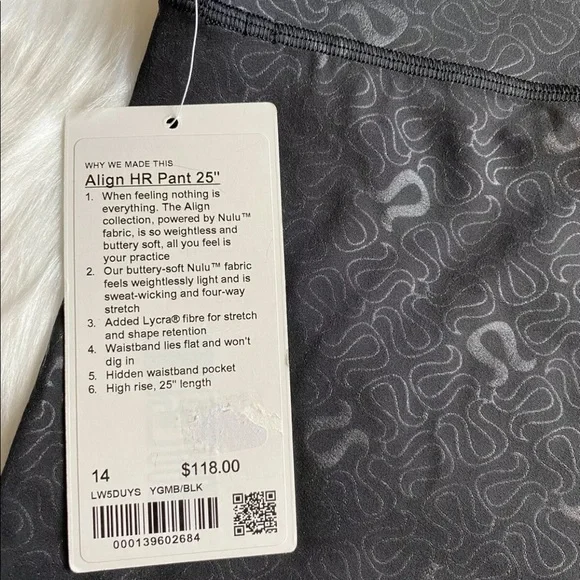 WHY WE MADE THIS
Align HR Pant 25"
1. When feeling nothing is
everything. The Align
collection, powered by Nulu™
fabric, is so weightless and
buttery soft, all you feel is
your practice
2. Our buttery-soft Nulu™ fabric
feels weightlessly light and is
sweat-wicking and four-way
stretch
3. Added Lycra® fibre for stretch
and shape retention
4. Waistband lies flat and won't
dig in
5. Hidden waistband pocket
6. High rise, 25" length
14 $118.00
LW5DUYS YGMB/BLK
000139602684